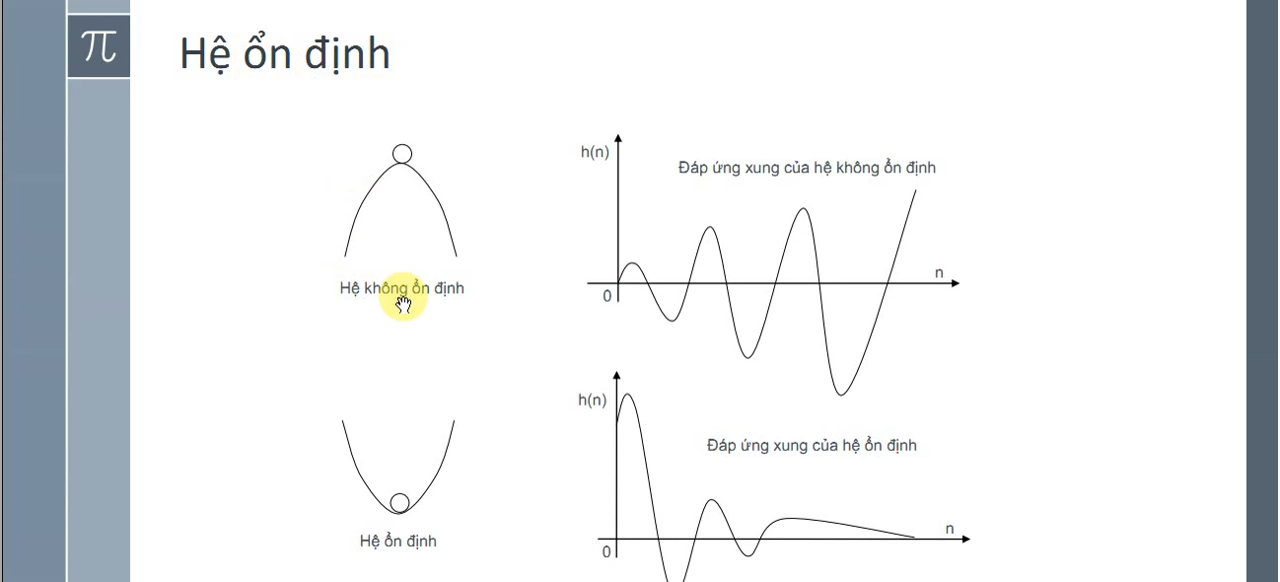 π
Hệ ổn định
h(n)
Đáp ứng xung của hệ không ổn định
n
0
Hệ không ổn định
h(n)
Đáp ứng xung của hệ ổn định
n
0
Hệ ổn định